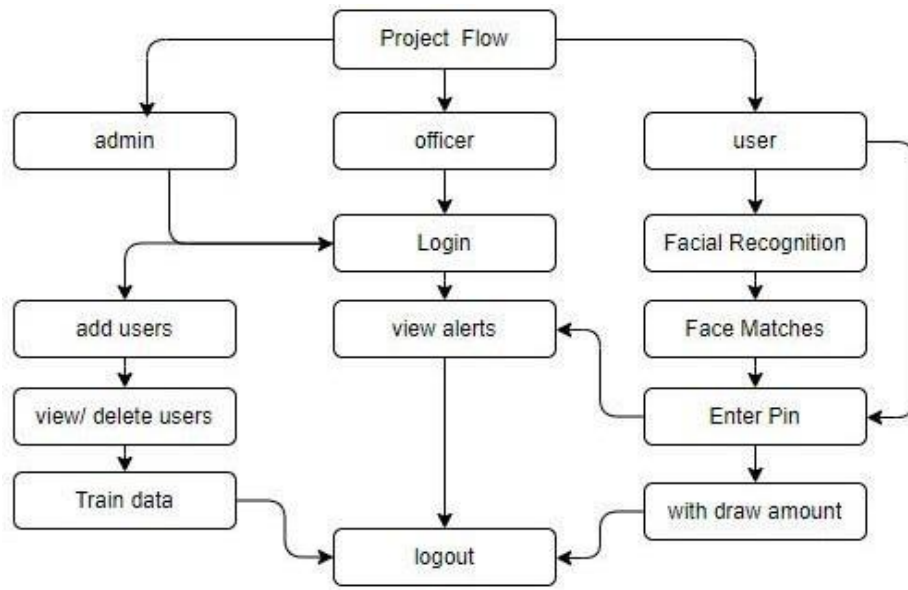 Project Flow
admin
officer
user
Login
Facial Recognition
add users
view alerts
Face Matches
view/ delete users
Enter Pin
Train data
with draw amount
logout